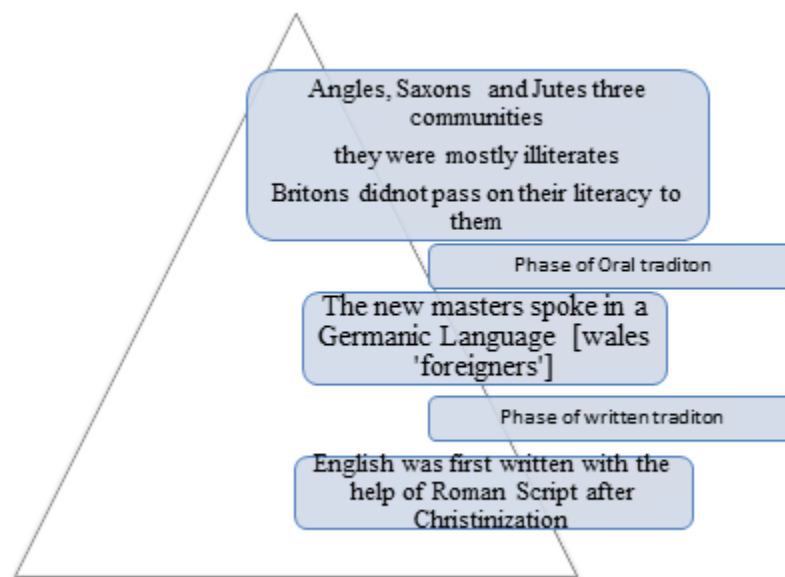 Angles, Saxons and Jutes three
communities
they were mostly illiterates
Britons didnot pass on their literacy to
them
Phase of Oral traditon
The new masters spoke in a
Germanic Language [wales
'foreigners']
Phase of written traditon
English was first written with the
help of Roman Script after
Christinization